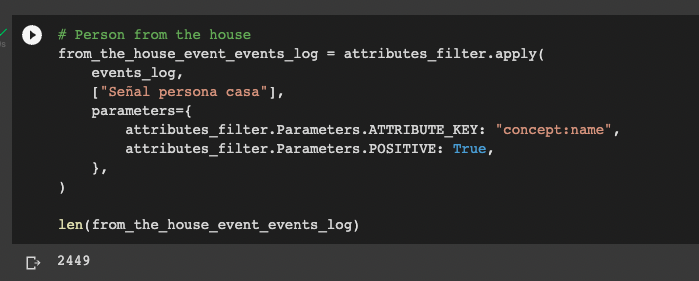 # Person from the house
from_the_house_event_events_log = attributes_filter.apply(
    events_log,
    ["Señal persona casa"],
    parameters={
        attributes_filter.Parameters.ATTRIBUTE_KEY: "concept:name",
        attributes_filter.Parameters.POSITIVE: True,
    },
)

len(from_the_house_event_events_log)
2449